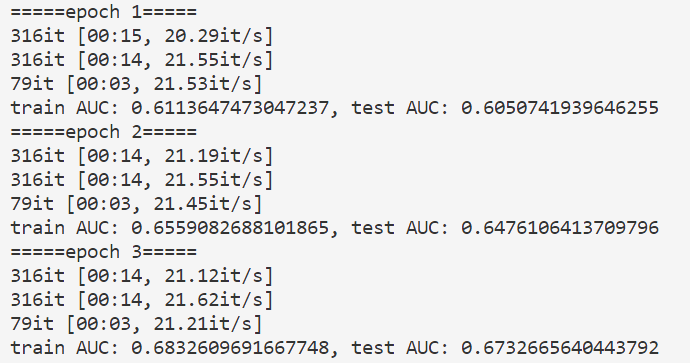 =====epoch 1=====
316it [00:15, 20.29it/s]
316it [00:14, 21.55it/s]
79it [00:03, 21.53it/s]
train AUC: 0.6113647473047237, test AUC: 0.6050741939646255
=====epoch 2=====
316it [00:14, 21.19it/s]
316it [00:14, 21.55it/s]
79it [00:03, 21.45it/s]
train AUC: 0.6559082688101865, test AUC: 0.6476106413709796
=====epoch 3=====
316it [00:14, 21.12it/s]
316it [00:14, 21.62it/s]
79it [00:03, 21.21it/s]
train AUC: 0.6832609691667748, test AUC: 0.6732665640443792